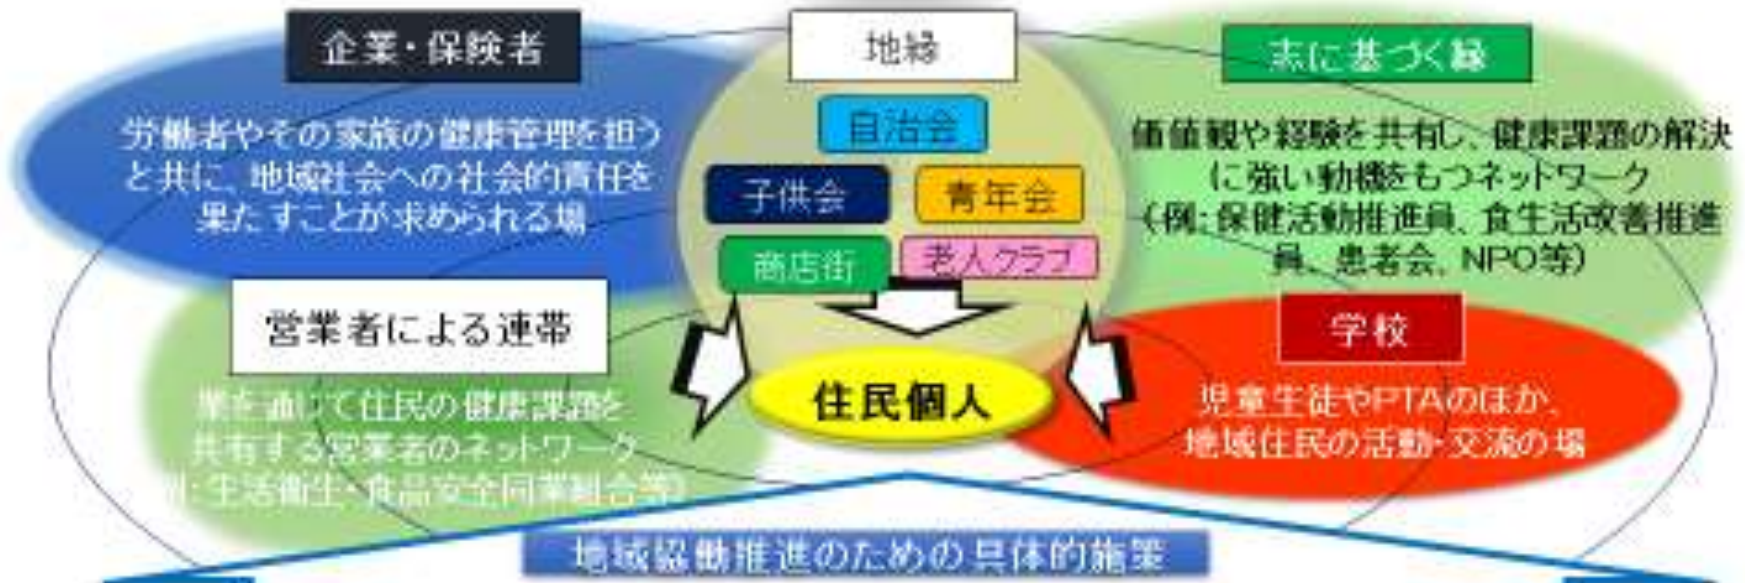 企業・保険者
労働者やその家族の健康管理を担う
と共に、地域社会への社会的責任を
果たすことが求められる場
地縁
自治会
子供会
青年会
商店街
老人クラブ
志に基づく縁
価値観や経験を共有し、健康課題の解決
に強い動機をもつネットワーク
(例:保健活動推進員、食生活改善推進
員、患者会、NPO等)
営業者による連帯
業を通じて住民の健康課題を
共有する営業者のネットワーク
:生活衛生・食品安全同業組合等)
住民個人
学校
児童生徒やPTAのほか、
地域住民の活動・交流の場
地域協働推進のための具体的施策